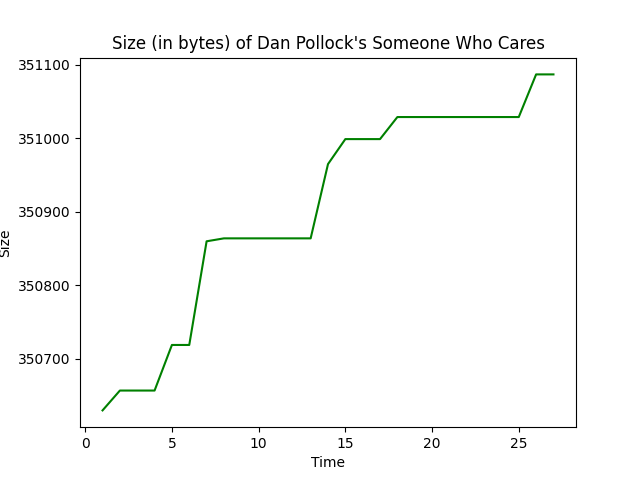 Size (in bytes) of Dan Pollock's Someone Who Cares
351100
351000
350900
350800
350700
Size
0 5 10 15 20 25
Time